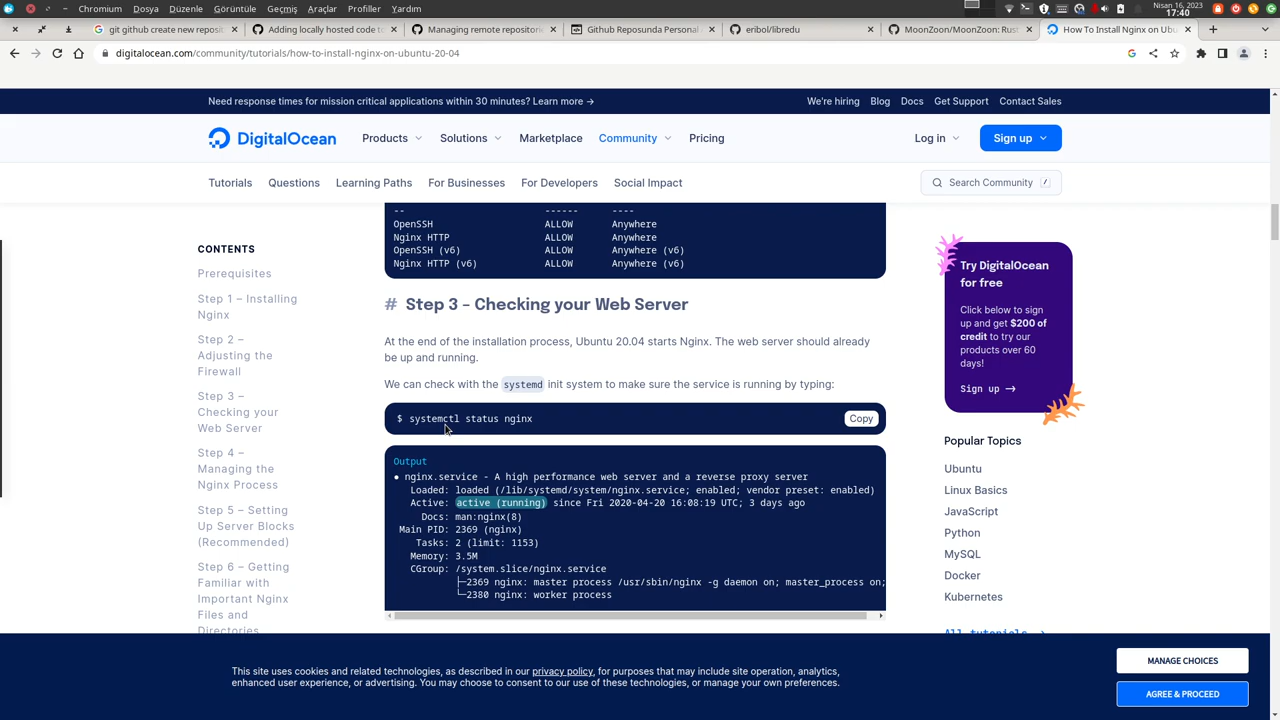 Chromium Dosya Düzenle Görüntüle Geçmiş Araçlar Profiller Yardım
Nisan 16, 2023
17:40
git github create new reposit
Adding locally hosted code to
Managing remote repositorie
Github Reposunda Personal
eribol/libredu
MoonZoon/MoonZoon: Rust
How To Install Nginx on Ubu
digitalocean.com/community/tutorials/how-to-install-nginx-on-ubuntu-20-04
Need response times for mission critical applications within 30 minutes? Learn more →
We're hiring Blog Docs Get Support Contact Sales
DigitalOcean
Products Solutions Marketplace Community Pricing
Log in Sign up
Tutorials Questions Learning Paths For Businesses For Developers Social Impact
Search Community /
-- ------ ----
OpenSSH ALLOW Anywhere
Nginx HTTP ALLOW Anywhere
OpenSSH (v6) ALLOW Anywhere (v6)
Nginx HTTP (v6) ALLOW Anywhere (v6)
CONTENTS
Prerequisites
Step 1 – Installing
Nginx
Step 2 –
Adjusting the
Firewall
Step 3 –
Checking your
Web Server
Step 4 –
Managing the
Nginx Process
Step 5 – Setting
Up Server Blocks
(Recommended)
Step 6 – Getting
Familiar with
Important Nginx
Files and
Directories
# Step 3 – Checking your Web Server
At the end of the installation process, Ubuntu 20.04 starts Nginx. The web server should already
be up and running.
We can check with the systemd init system to make sure the service is running by typing:
$ systemctl status nginx
Copy
Output
● nginx.service - A high performance web server and a reverse proxy server
Loaded: loaded (/lib/systemd/system/nginx.service; enabled; vendor preset: enabled)
Active: active (running) since Fri 2020-04-20 16:08:19 UTC; 3 days ago
Docs: man:nginx(8)
Main PID: 2369 (nginx)
Tasks: 2 (limit: 1153)
Memory: 3.5M
CGroup: /system.slice/nginx.service
├─2369 nginx: master process /usr/sbin/nginx -g daemon on; master_process on;
└─2380 nginx: worker process
Try DigitalOcean
for free
Click below to sign
up and get $200 of
credit to try our
products over 60
days!
Sign up →
Popular Topics
Ubuntu
Linux Basics
JavaScript
Python
MySQL
Docker
Kubernetes
All tutorials →
This site uses cookies and related technologies, as described in our privacy policy, for purposes that may include site operation, analytics,
enhanced user experience, or advertising. You may choose to consent to our use of these technologies, or manage your own preferences.
MANAGE CHOICES
AGREE & PROCEED